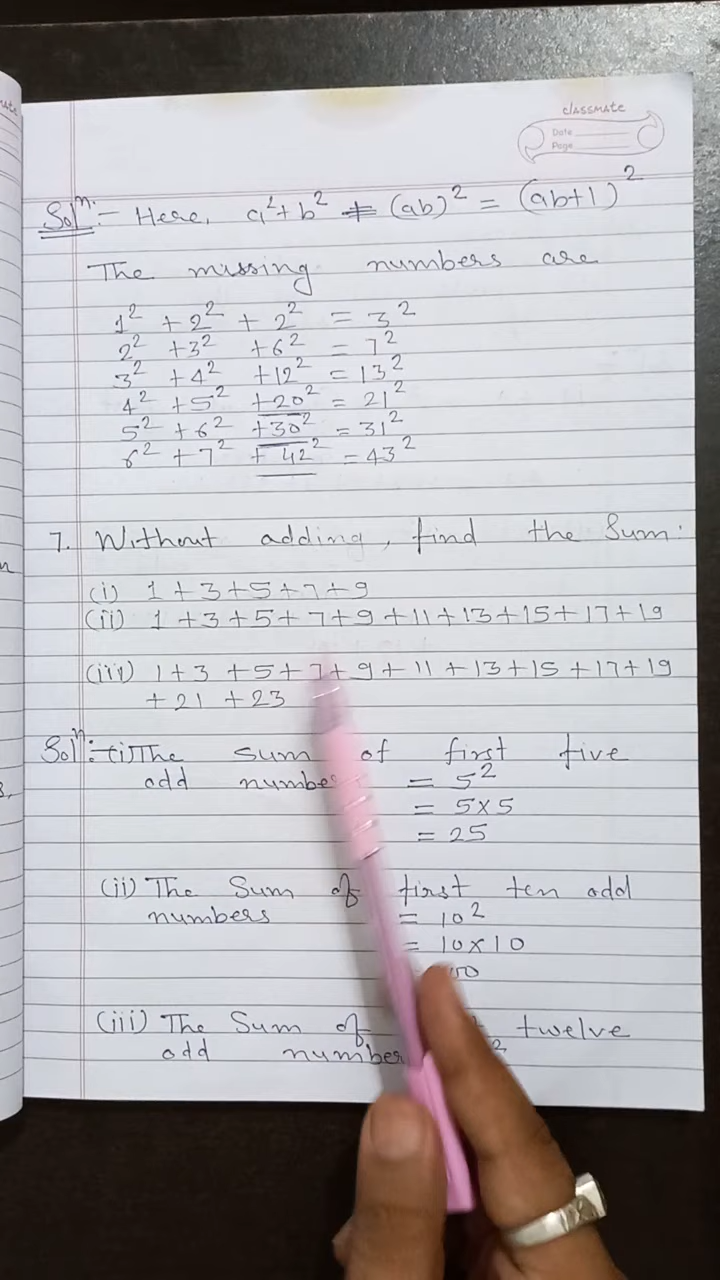 classmate
Date
Page
Solⁿ:- Here, a² + b² + (ab)² = (ab+1)²
The missing numbers are
1² + 2² + 2² = 3²
2² + 3² + 6² = 7²
3² + 4² + 12² = 13²
4² + 5² + 20² = 21²
5² + 6² + 30² = 31²
6² + 7² + 42² = 43²
7. Without adding, find the Sum:
(i) 1 + 3 + 5 + 7 + 9
(ii) 1 + 3 + 5 + 7 + 9 + 11 + 13 + 15 + 17 + 19
(iii) 1 + 3 + 5 + 7 + 9 + 11 + 13 + 15 + 17 + 19
+ 21 + 23
Solⁿ:- (i) The sum of first five
add number = 5²
= 5×5
= 25
(ii) The Sum of first ten add
numbers = 10²
= 10×10
(iii) The Sum of twelve
odd number